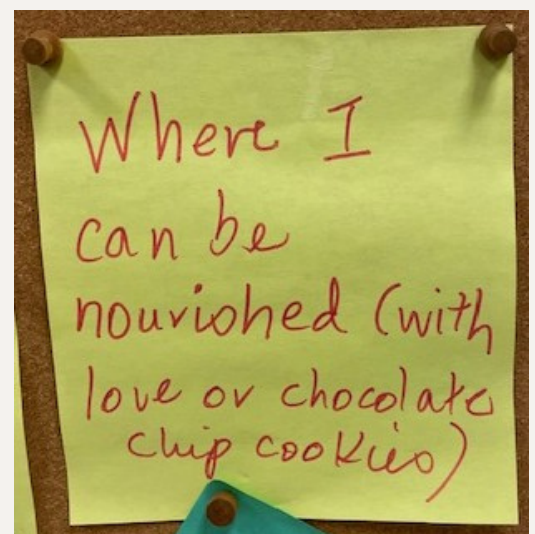 Where I
can be
nourished (with
love or chocolate
chip cookies)